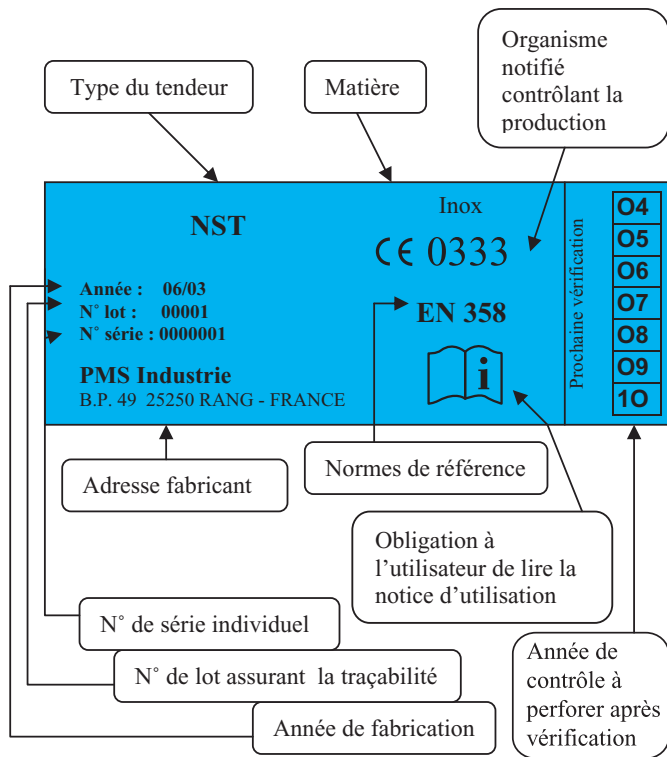 Type du tendeur
Matière
Organisme
notifié
contrôlant la
production
NST
Inox
CE 0333
Année : 06/03
N° lot : 00001
N° série : 0000001
EN 358
PMS Industrie
B.P. 49 25250 RANG - FRANCE
i
Prochaine vérification
O4
O5
O6
O7
O8
O9
1O
Adresse fabricant
Normes de référence
Obligation à
l'utilisateur de lire la
notice d'utilisation
N° de série individuel
N° de lot assurant la traçabilité
Année de fabrication
Année de
contrôle à
perforer après
vérification